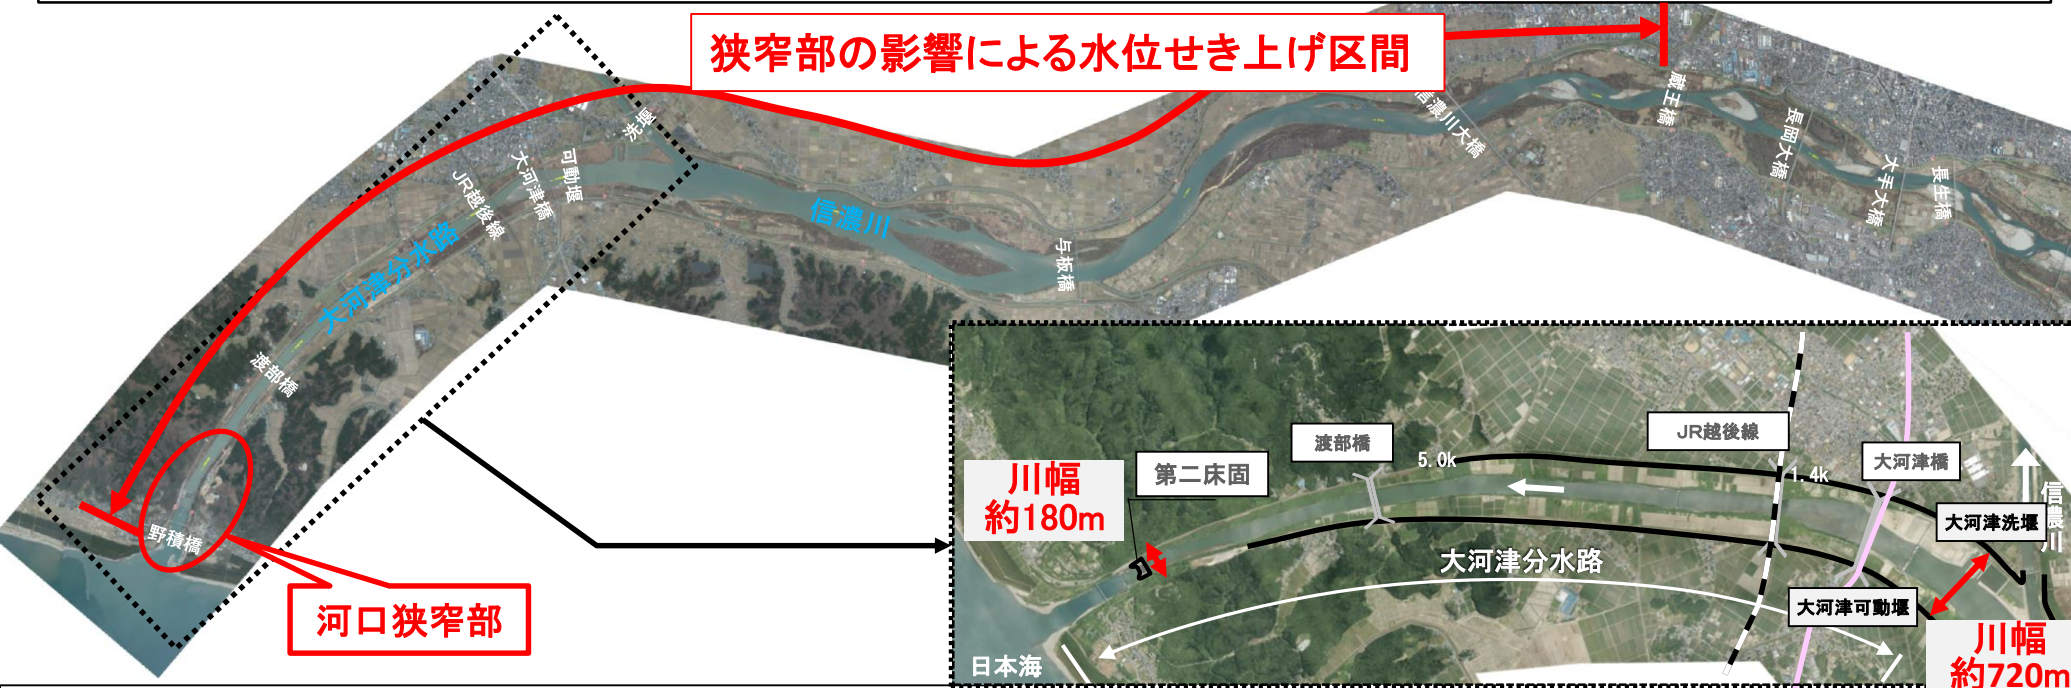 狭窄部の影響による水位せき上げ区間
洗堰
可動堰
大河津橋
JR越後線
大河津分水路
渡部橋
野積橋
河口狭窄部
信濃川
与板橋
信濃川大橋
蔵王橋
長岡大橋
大手大橋
長生橋
川幅
約180m
第二床固
渡部橋
5.0k
JR越後線
1.4k
大河津橋
大河津洗堰
信濃川
大河津分水路
大河津可動堰
川幅
約720m
日本海